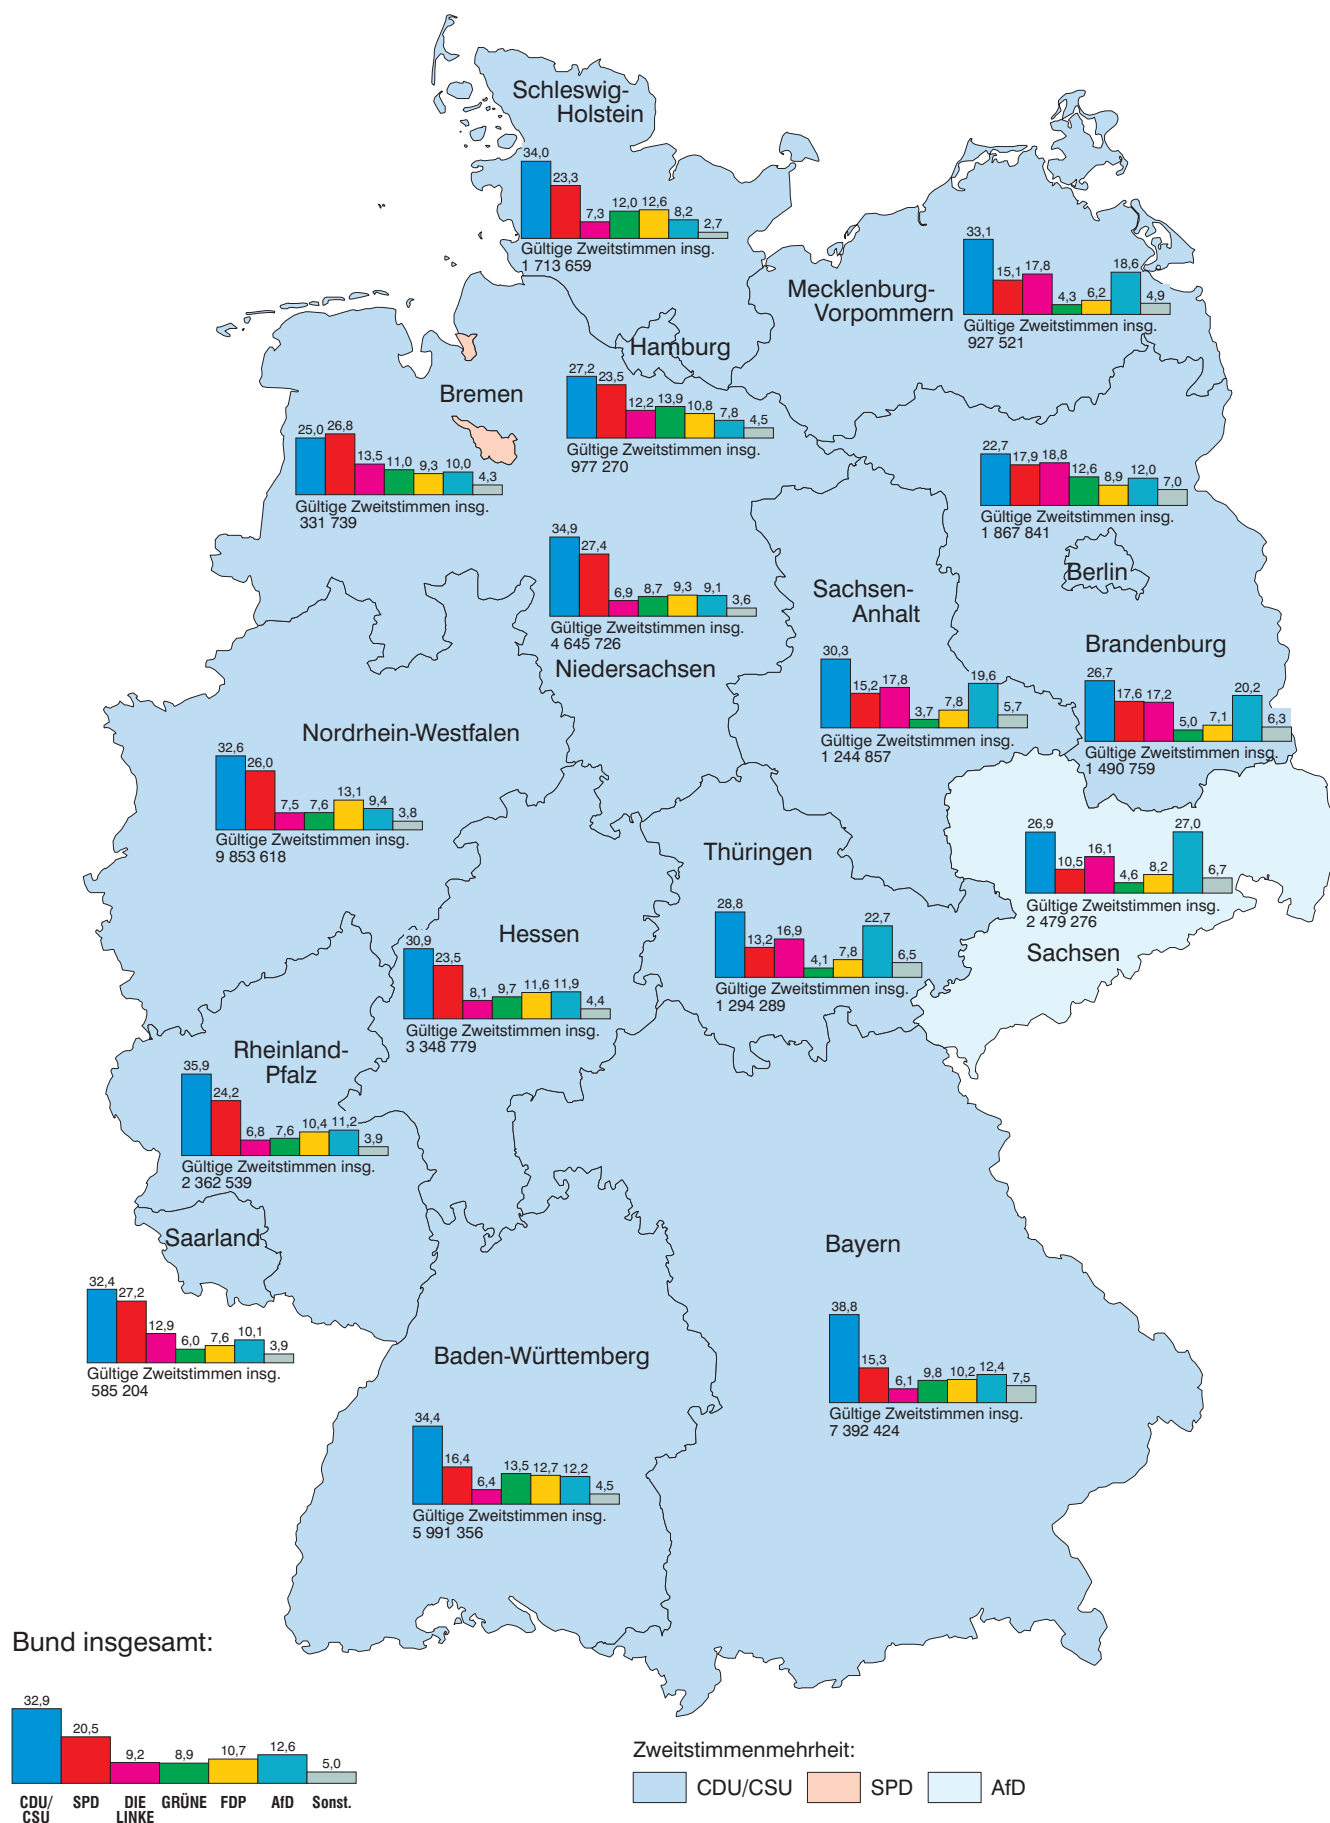 Schleswig-
Holstein
34,0 23,3 7,3 12,0 12,6 8,2 2,7
Gültige Zweitstimmen insg.
1 713 659
Mecklenburg-
Vorpommern
33,1 15,1 17,8 4,3 6,2 18,6 4,9
Gültige Zweitstimmen insg.
927 521
Hamburg
27,2 23,5 12,2 13,9 10,8 7,8 4,5
Gültige Zweitstimmen insg.
977 270
Bremen
25,0 26,8 13,5 11,0 9,3 10,0 4,3
Gültige Zweitstimmen insg.
331 739
22,7 17,9 18,8 12,6 8,9 12,0 7,0
Gültige Zweitstimmen insg.
1 867 841
Berlin
34,9 27,4 6,9 8,7 9,3 9,1 3,6
Gültige Zweitstimmen insg.
4 645 726
Niedersachsen
Sachsen-
Anhalt
30,3 15,2 17,8 3,7 7,8 19,6 5,7
Gültige Zweitstimmen insg.
1 244 857
Brandenburg
26,7 17,6 17,2 5,0 7,1 20,2 6,3
Gültige Zweitstimmen insg.
1 490 759
Nordrhein-Westfalen
32,6 26,0 7,5 7,6 13,1 9,4 3,8
Gültige Zweitstimmen insg.
9 853 618
26,9 10,5 16,1 4,6 8,2 27,0 6,7
Gültige Zweitstimmen insg.
2 479 276
Sachsen
Thüringen
28,8 13,2 16,9 4,1 7,8 22,7 6,5
Gültige Zweitstimmen insg.
1 294 289
Hessen
30,9 23,5 8,1 9,7 11,6 11,9 4,4
Gültige Zweitstimmen insg.
3 348 779
Rheinland-
Pfalz
35,9 24,2 6,8 7,6 10,4 11,2 3,9
Gültige Zweitstimmen insg.
2 362 539
Saarland
32,4 27,2 12,9 6,0 7,6 10,1 3,9
Gültige Zweitstimmen insg.
585 204
Bayern
38,8 15,3 6,1 9,8 10,2 12,4 7,5
Gültige Zweitstimmen insg.
7 392 424
Baden-Württemberg
34,4 16,4 6,4 13,5 12,7 12,2 4,5
Gültige Zweitstimmen insg.
5 991 356
Bund insgesamt:
32,9 20,5 9,2 8,9 10,7 12,6 5,0
CDU/ SPD DIE GRÜNE FDP AfD Sonst.
CSU LINKE
Zweitstimmenmehrheit:
CDU/CSU SPD AfD